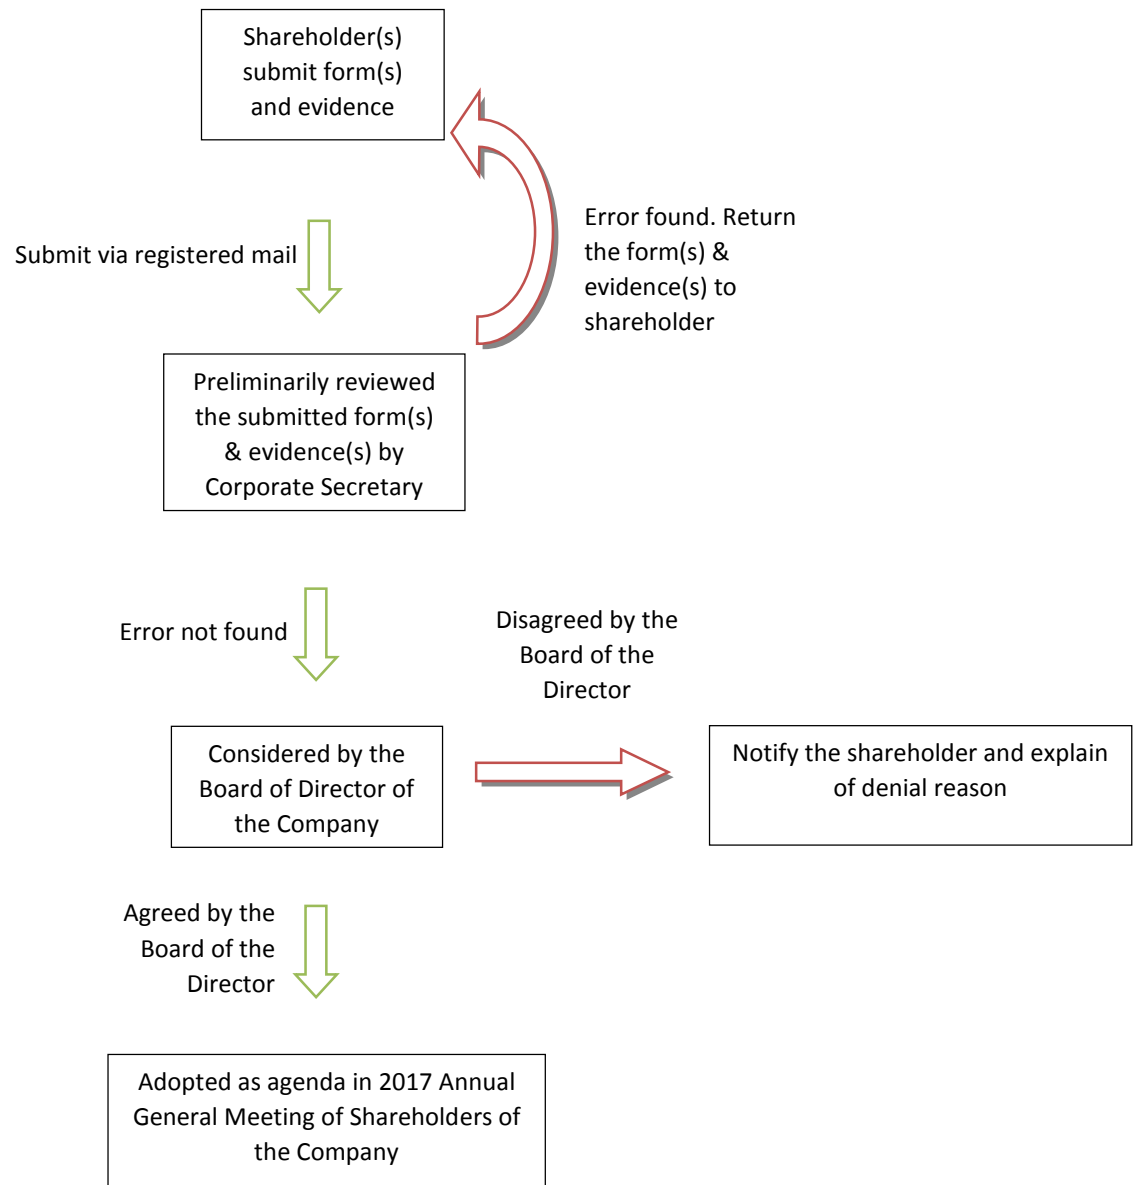 Shareholder(s)
submit form(s)
and evidence
Submit via registered mail
Error found. Return
the form(s) &
evidence(s) to
shareholder
Preliminarily reviewed
the submitted form(s)
& evidence(s) by
Corporate Secretary
Error not found
Disagreed by the
Board of the
Director
Considered by the
Board of Director of
the Company
Notify the shareholder and explain
of denial reason
Agreed by the
Board of the
Director
Adopted as agenda in 2017 Annual
General Meeting of Shareholders of
the Company